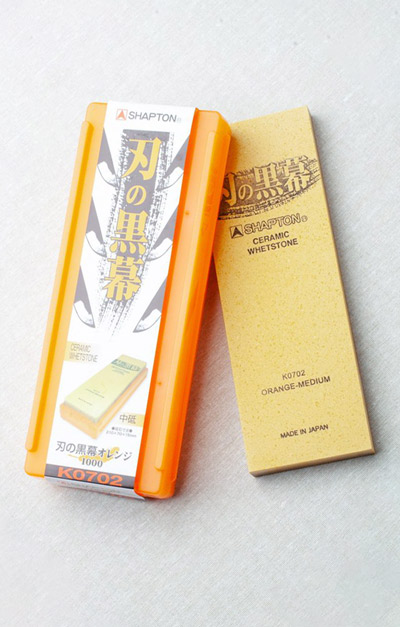 SHAPTON®
刃の黒幕
CERAMIC
WHETSTONE
中砥
刃の黒幕オレンジ
1000
K0702
刃の黒幕
SHAPTON®
CERAMIC
WHETSTONE
K0702
ORANGE-MEDIUM
MADE IN JAPAN